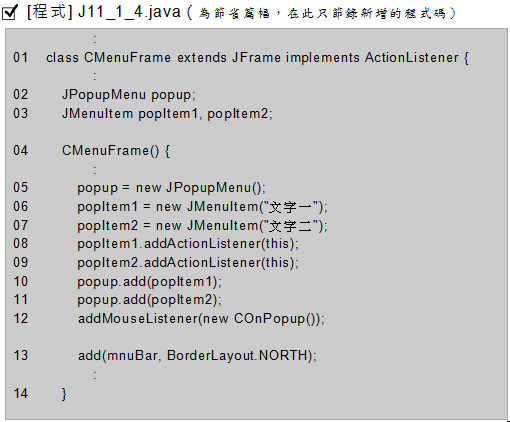 [程式] J11_1_4.java（為節省篇幅，在此只節錄新增的程式碼）
:
01 class CMenuFrame extends JFrame implements ActionListener {
:
02 JPopupMenu popup;
03 JMenuItem popItem1, popItem2;
04 CMenuFrame() {
:
05 popup = new JPopupMenu();
06 popItem1 = new JMenuItem("文字一");
07 popItem2 = new JMenuItem("文字二");
08 popItem1.addActionListener(this);
09 popItem2.addActionListener(this);
10 popup.add(popItem1);
11 popup.add(popItem2);
12 addMouseListener(new COnPopup());
13 add(mnuBar, BorderLayout.NORTH);
:
14 }